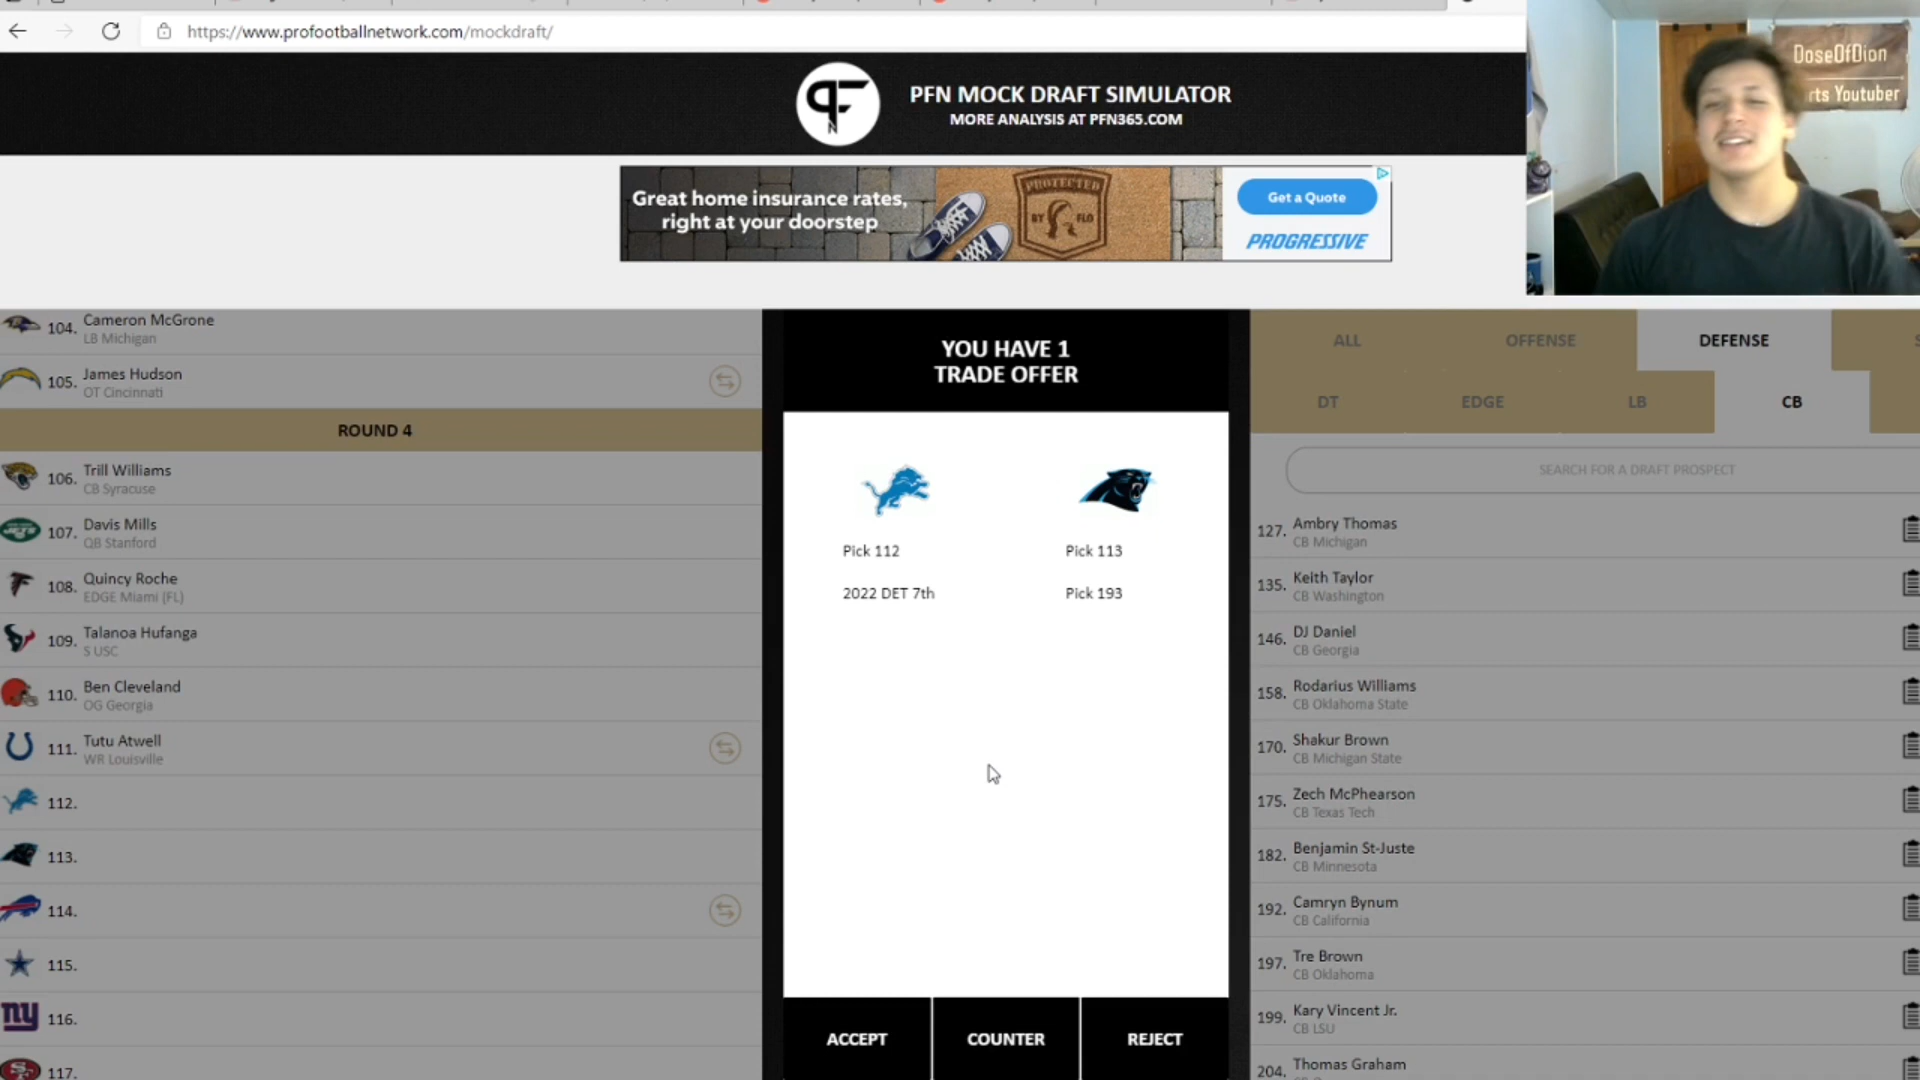 https://www.profootballnetwork.com/mockdraft/
DoseOfDion
rts Youtuber
PFN
PFN MOCK DRAFT SIMULATOR
MORE ANALYSIS AT PFN365.COM
Great home insurance rates,
right at your doorstep
PROTECTED
BY FLO
Get a Quote
PROGRESSIVE
104. Cameron McGrone
LB Michigan
105. James Hudson
OT Cincinnati
ROUND 4
106. Trill Williams
CB Syracuse
107. Davis Mills
QB Stanford
108. Quincy Roche
EDGE Miami (FL)
109. Talanoa Hufanga
S USC
110. Ben Cleveland
OG Georgia
111. Tutu Atwell
WR Louisville
112.
113.
114.
115.
116.
117.
YOU HAVE 1
TRADE OFFER
Pick 112
Pick 113
2022 DET 7th
Pick 193
ACCEPT
COUNTER
REJECT
ALL
OFFENSE
DEFENSE
DT
EDGE
LB
CB
SEARCH FOR A DRAFT PROSPECT
127. Ambry Thomas
CB Michigan
135. Keith Taylor
CB Washington
146. DJ Daniel
CB Georgia
158. Rodarius Williams
CB Oklahoma State
170. Shakur Brown
CB Michigan State
175. Zech McPhearson
CB Texas Tech
182. Benjamin St-Juste
CB Minnesota
192. Camryn Bynum
CB California
197. Tre Brown
CB Oklahoma
199. Kary Vincent Jr.
CB LSU
204. Thomas Graham